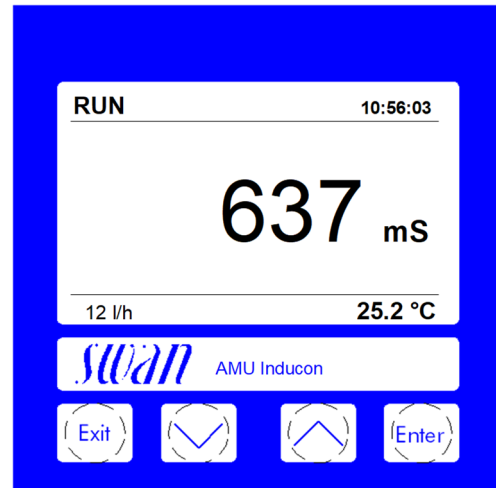 RUN 10:56:03
637 mS
12 l/h 25.2 °C
swan AMU Inducon
Exit Enter